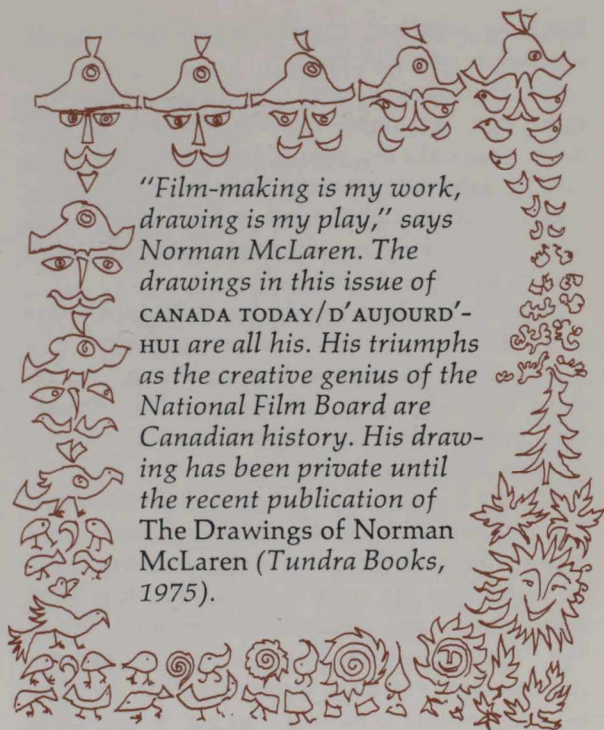 "Film-making is my work,
drawing is my play," says
Norman McLaren. The
drawings in this issue of
CANADA TODAY/D'AUJOURD'-
HUI are all his. His triumphs
as the creative genius of the
National Film Board are
Canadian history. His draw-
ing has been private until
the recent publication of
The Drawings of Norman
McLaren (Tundra Books,
1975).